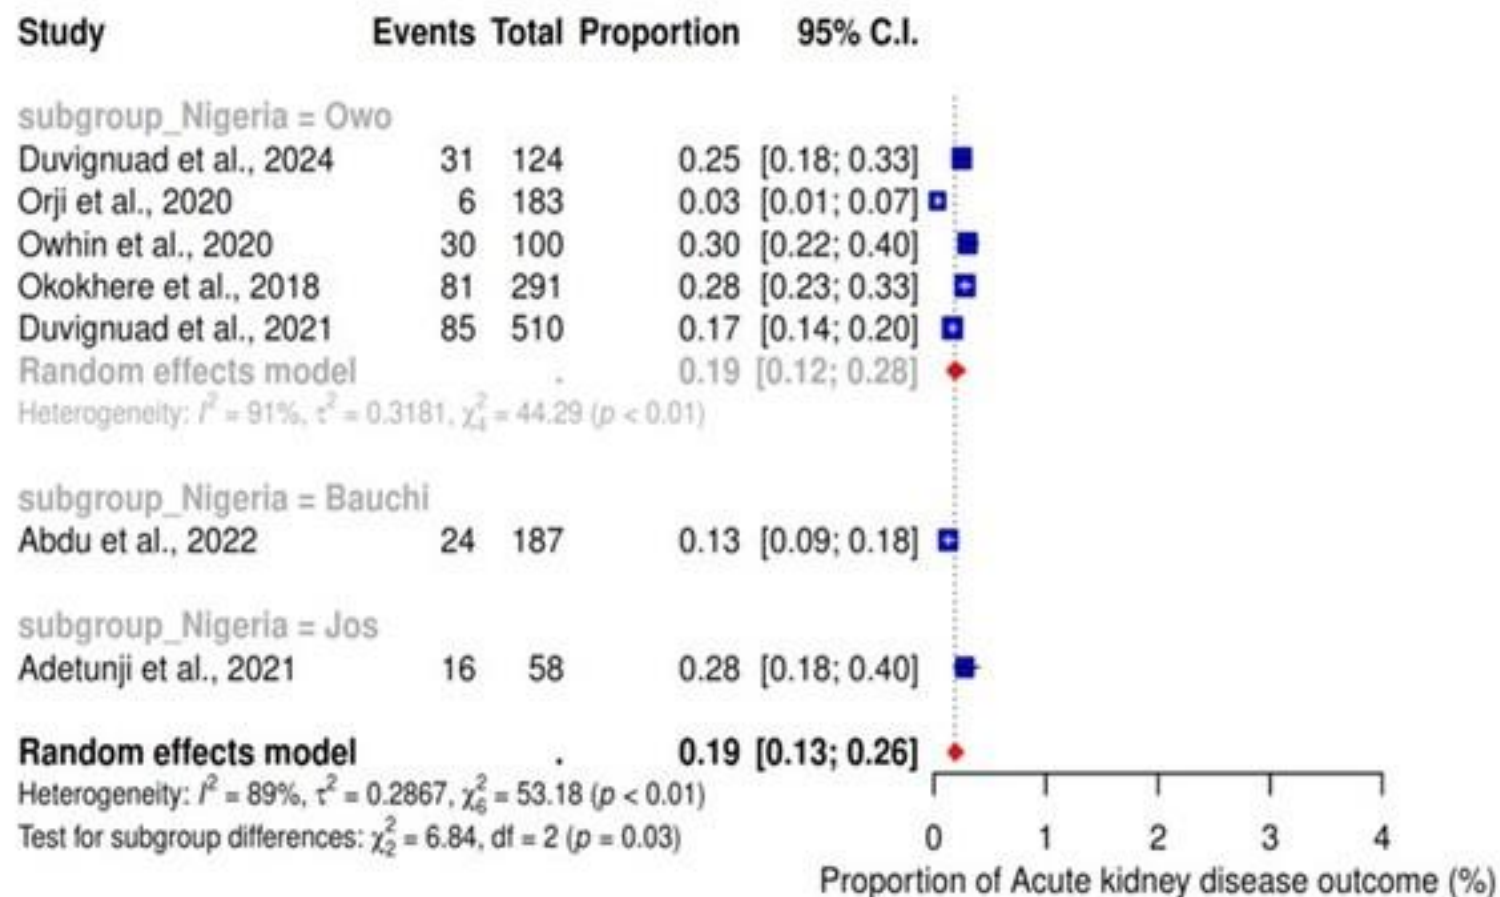 Study Events Total Proportion 95% C.I.
subgroup_Nigeria = Owo
Duvignuad et al., 2024 31 124 0.25 [0.18; 0.33]
Orji et al., 2020 6 183 0.03 [0.01; 0.07]
Owhin et al., 2020 30 100 0.30 [0.22; 0.40]
Okokhere et al., 2018 81 291 0.28 [0.23; 0.33]
Duvignuad et al., 2021 85 510 0.17 [0.14; 0.20]
Random effects model . 0.19 [0.12; 0.28]
Heterogeneity: I² = 91%, τ² = 0.3181, χ²₄ = 44.29 (p < 0.01)
subgroup_Nigeria = Bauchi
Abdu et al., 2022 24 187 0.13 [0.09; 0.18]
subgroup_Nigeria = Jos
Adetunji et al., 2021 16 58 0.28 [0.18; 0.40]
Random effects model . 0.19 [0.13; 0.26]
Heterogeneity: I² = 89%, τ² = 0.2867, χ²₆ = 53.18 (p < 0.01)
Test for subgroup differences: χ²₂ = 6.84, df = 2 (p = 0.03)
0 1 2 3 4
Proportion of Acute kidney disease outcome (%)